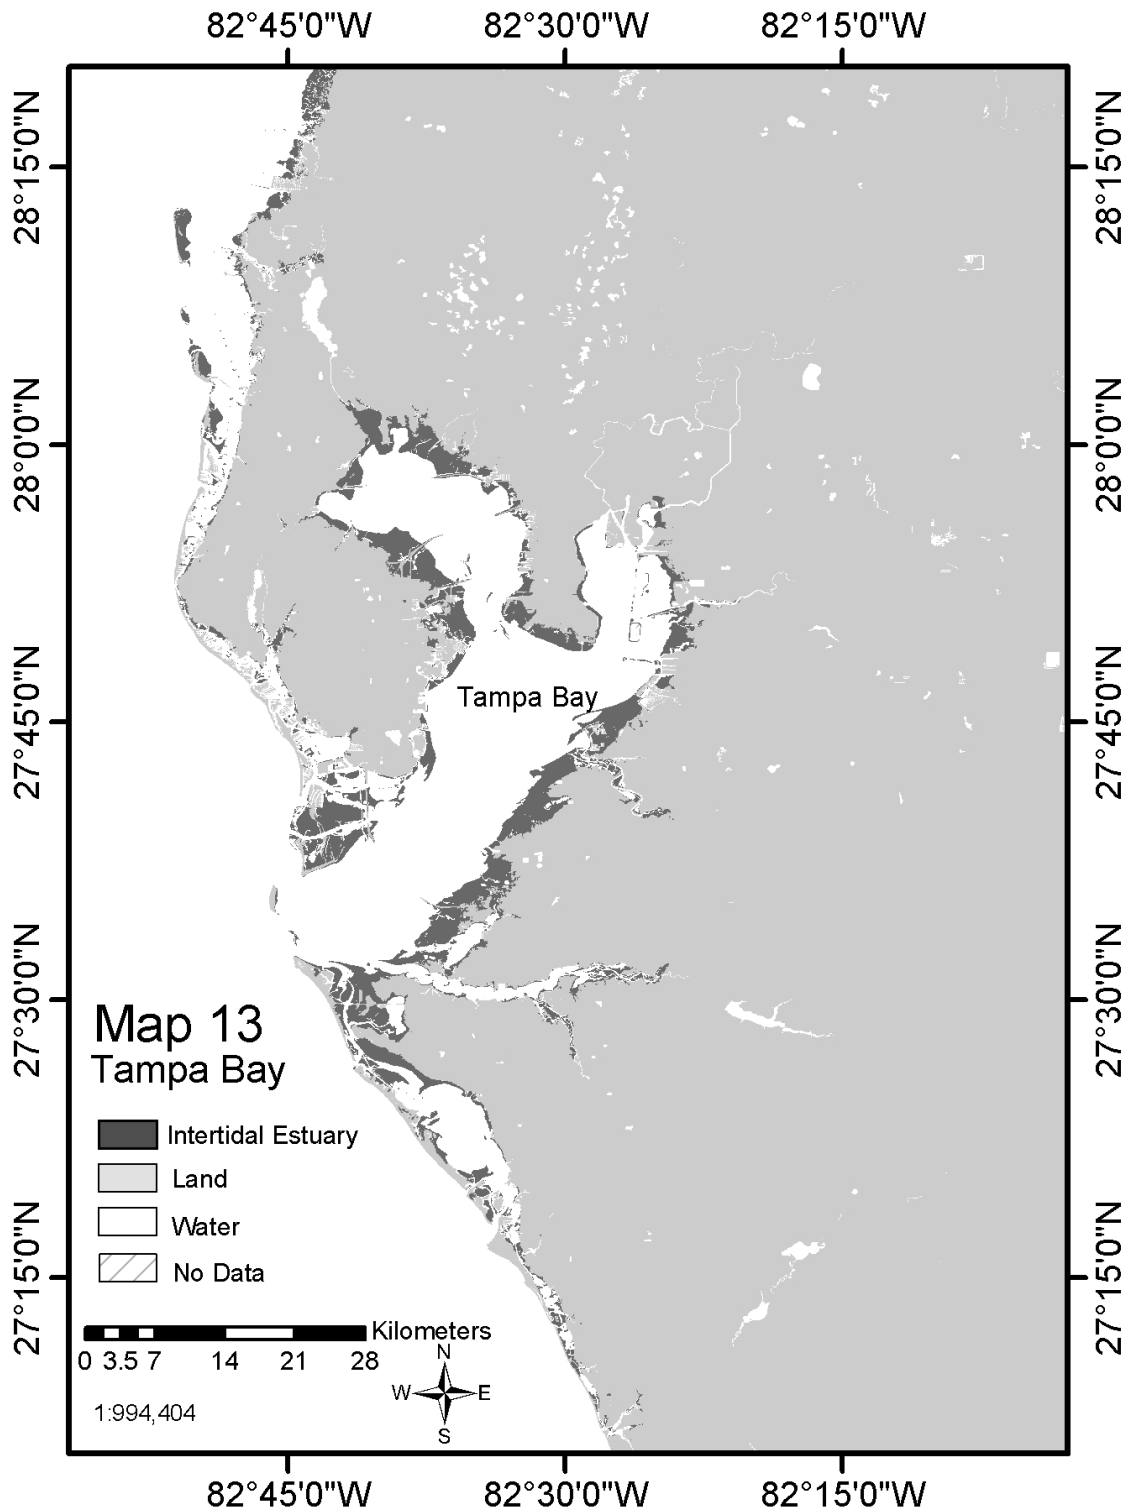 82°45'0"W 82°30'0"W 82°15'0"W
28°15'0"N 28°15'0"N
28°0'0"N 28°0'0"N
Tampa Bay
27°45'0"N 27°45'0"N
27°30'0"N 27°30'0"N
Map 13
Tampa Bay
Intertidal Estuary
Land
Water
No Data
27°15'0"N 27°15'0"N
Kilometers
0 3.5 7 14 21 28
N
W E
S
1:994,404
82°45'0"W 82°30'0"W 82°15'0"W